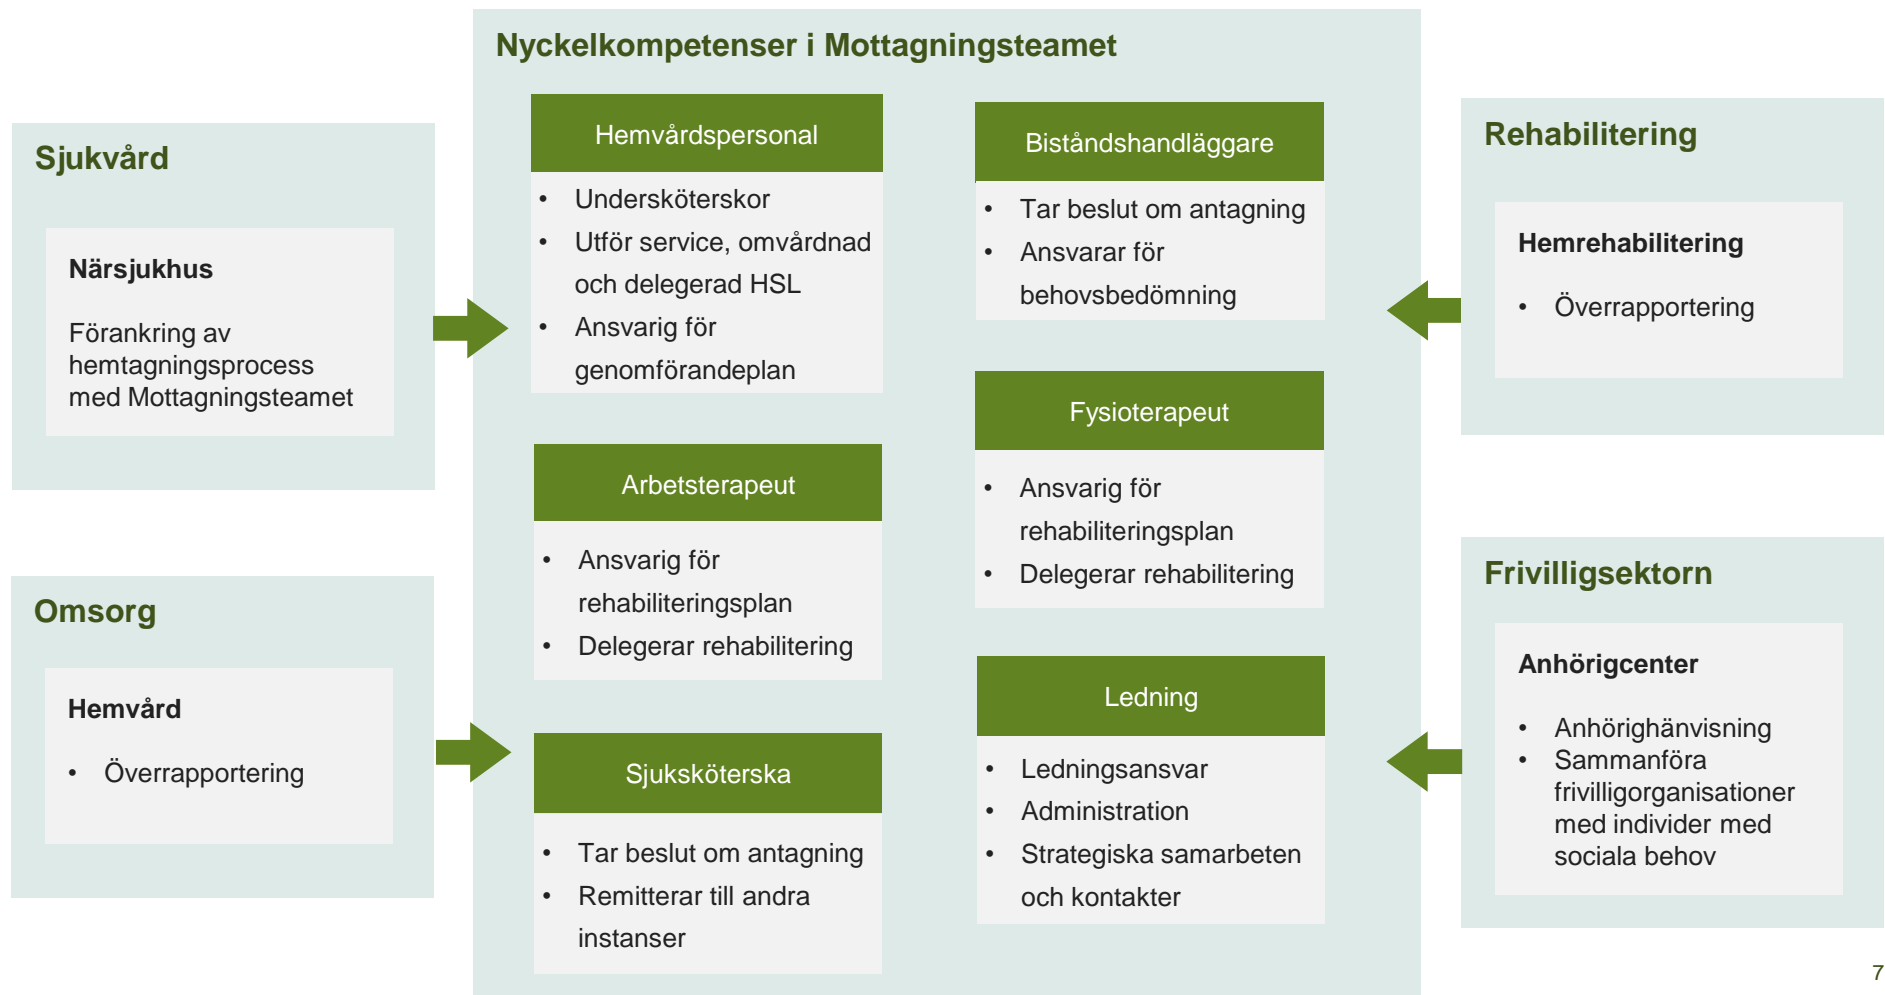 Nyckelkompetenser i Mottagningsteamet
Sjukvård
Närsjukhus
Förankring av
hemtagningsprocess
med Mottagningsteamet
Omsorg
Hemvård
• Överrapportering
Hemvårdspersonal
• Undersköterskor
• Utför service, omvårdnad
och delegerad HSL
• Ansvarig för
genomförandeplan
Arbetsterapeut
• Ansvarig för
rehabiliteringsplan
• Delegerar rehabilitering
Sjuksköterska
• Tar beslut om antagning
• Remitterar till andra
instanser
Biståndshandläggare
• Tar beslut om antagning
• Ansvarar för
behovsbedömning
Fysioterapeut
• Ansvarig för
rehabiliteringsplan
• Delegerar rehabilitering
Ledning
• Ledningsansvar
• Administration
• Strategiska samarbeten
och kontakter
Rehabilitering
Hemrehabilitering
• Överrapportering
Frivilligsektorn
Anhörigcenter
• Anhörighänvisning
• Sammanföra
frivilligorganisationer
med individer med
sociala behov
7